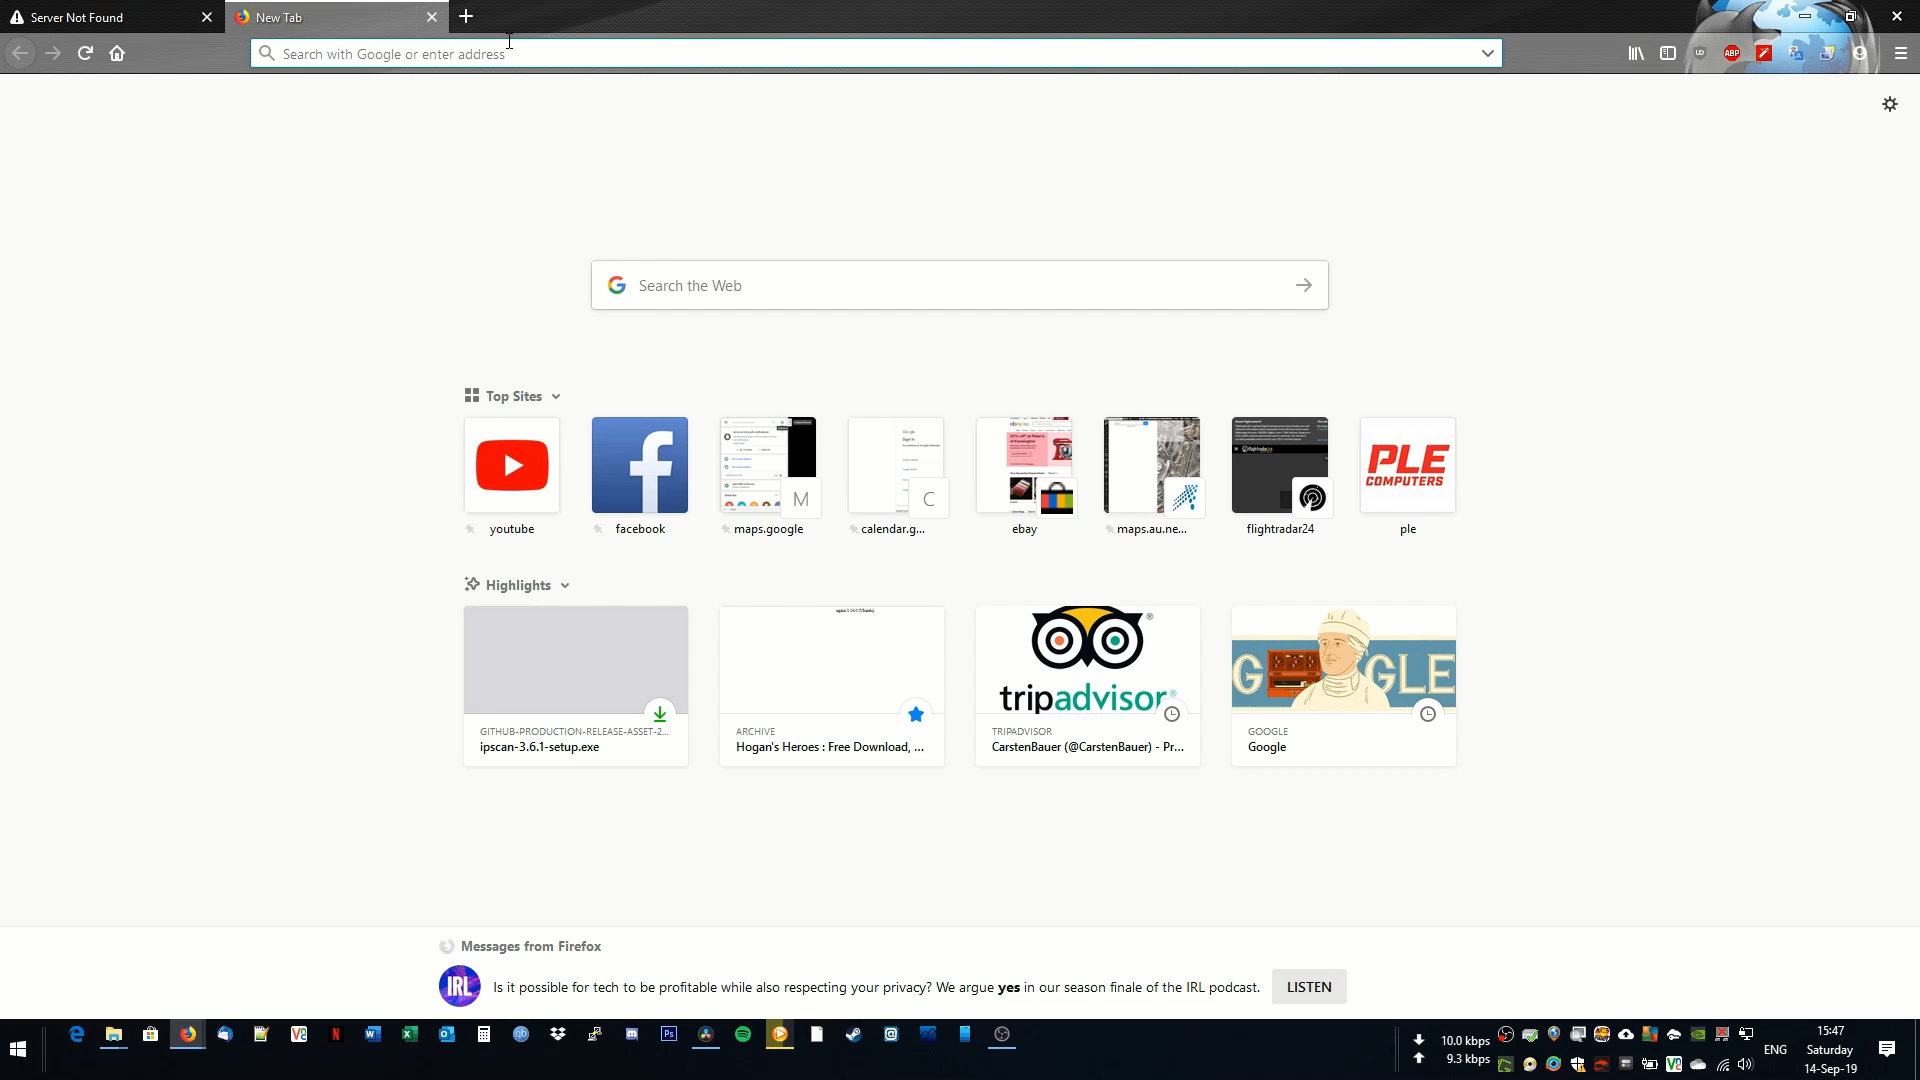 Server Not Found
New Tab
Search with Google or enter address
ABP
Search the Web
Top Sites
PLE
COMPUTERS
M
C
youtube
facebook
maps.google
calendar.g...
ebay
maps.au.ne...
flightradar24
ple
Highlights
tripadvisor
GITHUB-PRODUCTION-RELEASE-ASSET-2...
ipscan-3.6.1-setup.exe
ARCHIVE
Hogan's Heroes : Free Download, ...
TRIPADVISOR
CarstenBauer (@CarstenBauer) - Pr...
GOOGLE
Google
Messages from Firefox
IRL
Is it possible for tech to be profitable while also respecting your privacy? We argue yes in our season finale of the IRL podcast.
LISTEN
10.0 kbps
9.3 kbps
ENG
15:47
Saturday
14-Sep-19